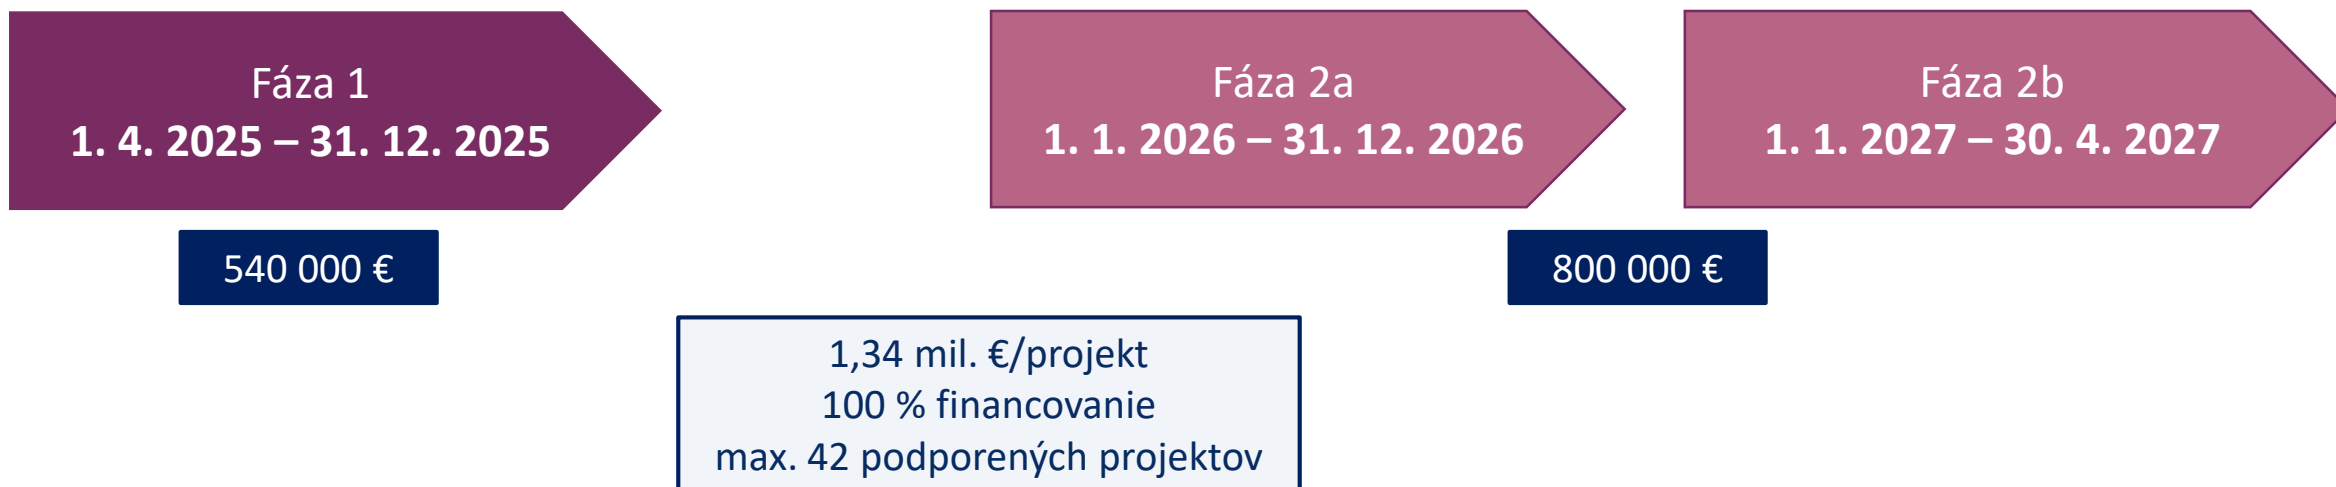 Fáza 1
1. 4. 2025 – 31. 12. 2025
Fáza 2a
1. 1. 2026 – 31. 12. 2026
Fáza 2b
1. 1. 2027 – 30. 4. 2027
540 000 €
800 000 €
1,34 mil. €/projekt
100 % financovanie
max. 42 podporených projektov